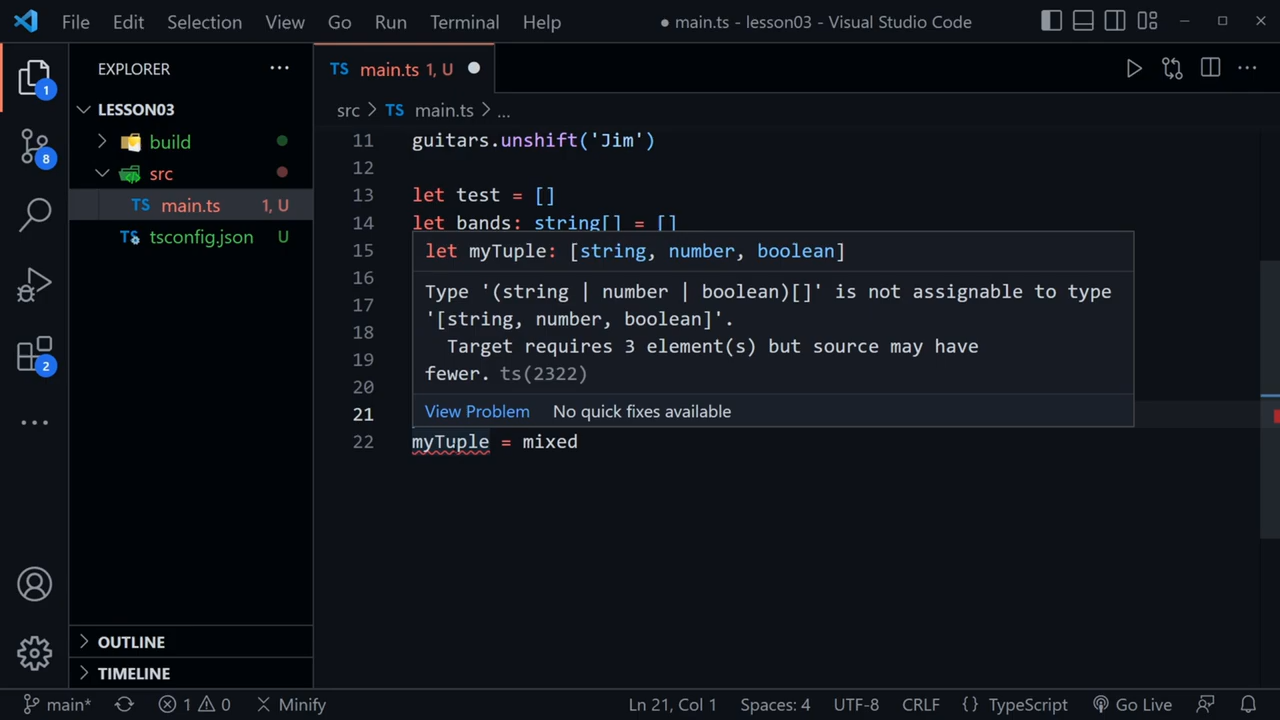 File Edit Selection View Go Run Terminal Help
● main.ts - lesson03 - Visual Studio Code
EXPLORER
TS main.ts 1, U
LESSON03
src > TS main.ts > ...
build
src
TS main.ts 1, U
TS tsconfig.json U
11 guitars.unshift('Jim')
12
13 let test = []
14 let bands: string[] = []
15
let myTuple: [string, number, boolean]
16
Type '(string | number | boolean)[]' is not assignable to type
17
'[string, number, boolean]'.
18
Target requires 3 element(s) but source may have
19
fewer. ts(2322)
20
View Problem No quick fixes available
21
22 myTuple = mixed
1
8
2
OUTLINE
TIMELINE
main* 1 0 Minify Ln 21, Col 1 Spaces: 4 UTF-8 CRLF {} TypeScript Go Live